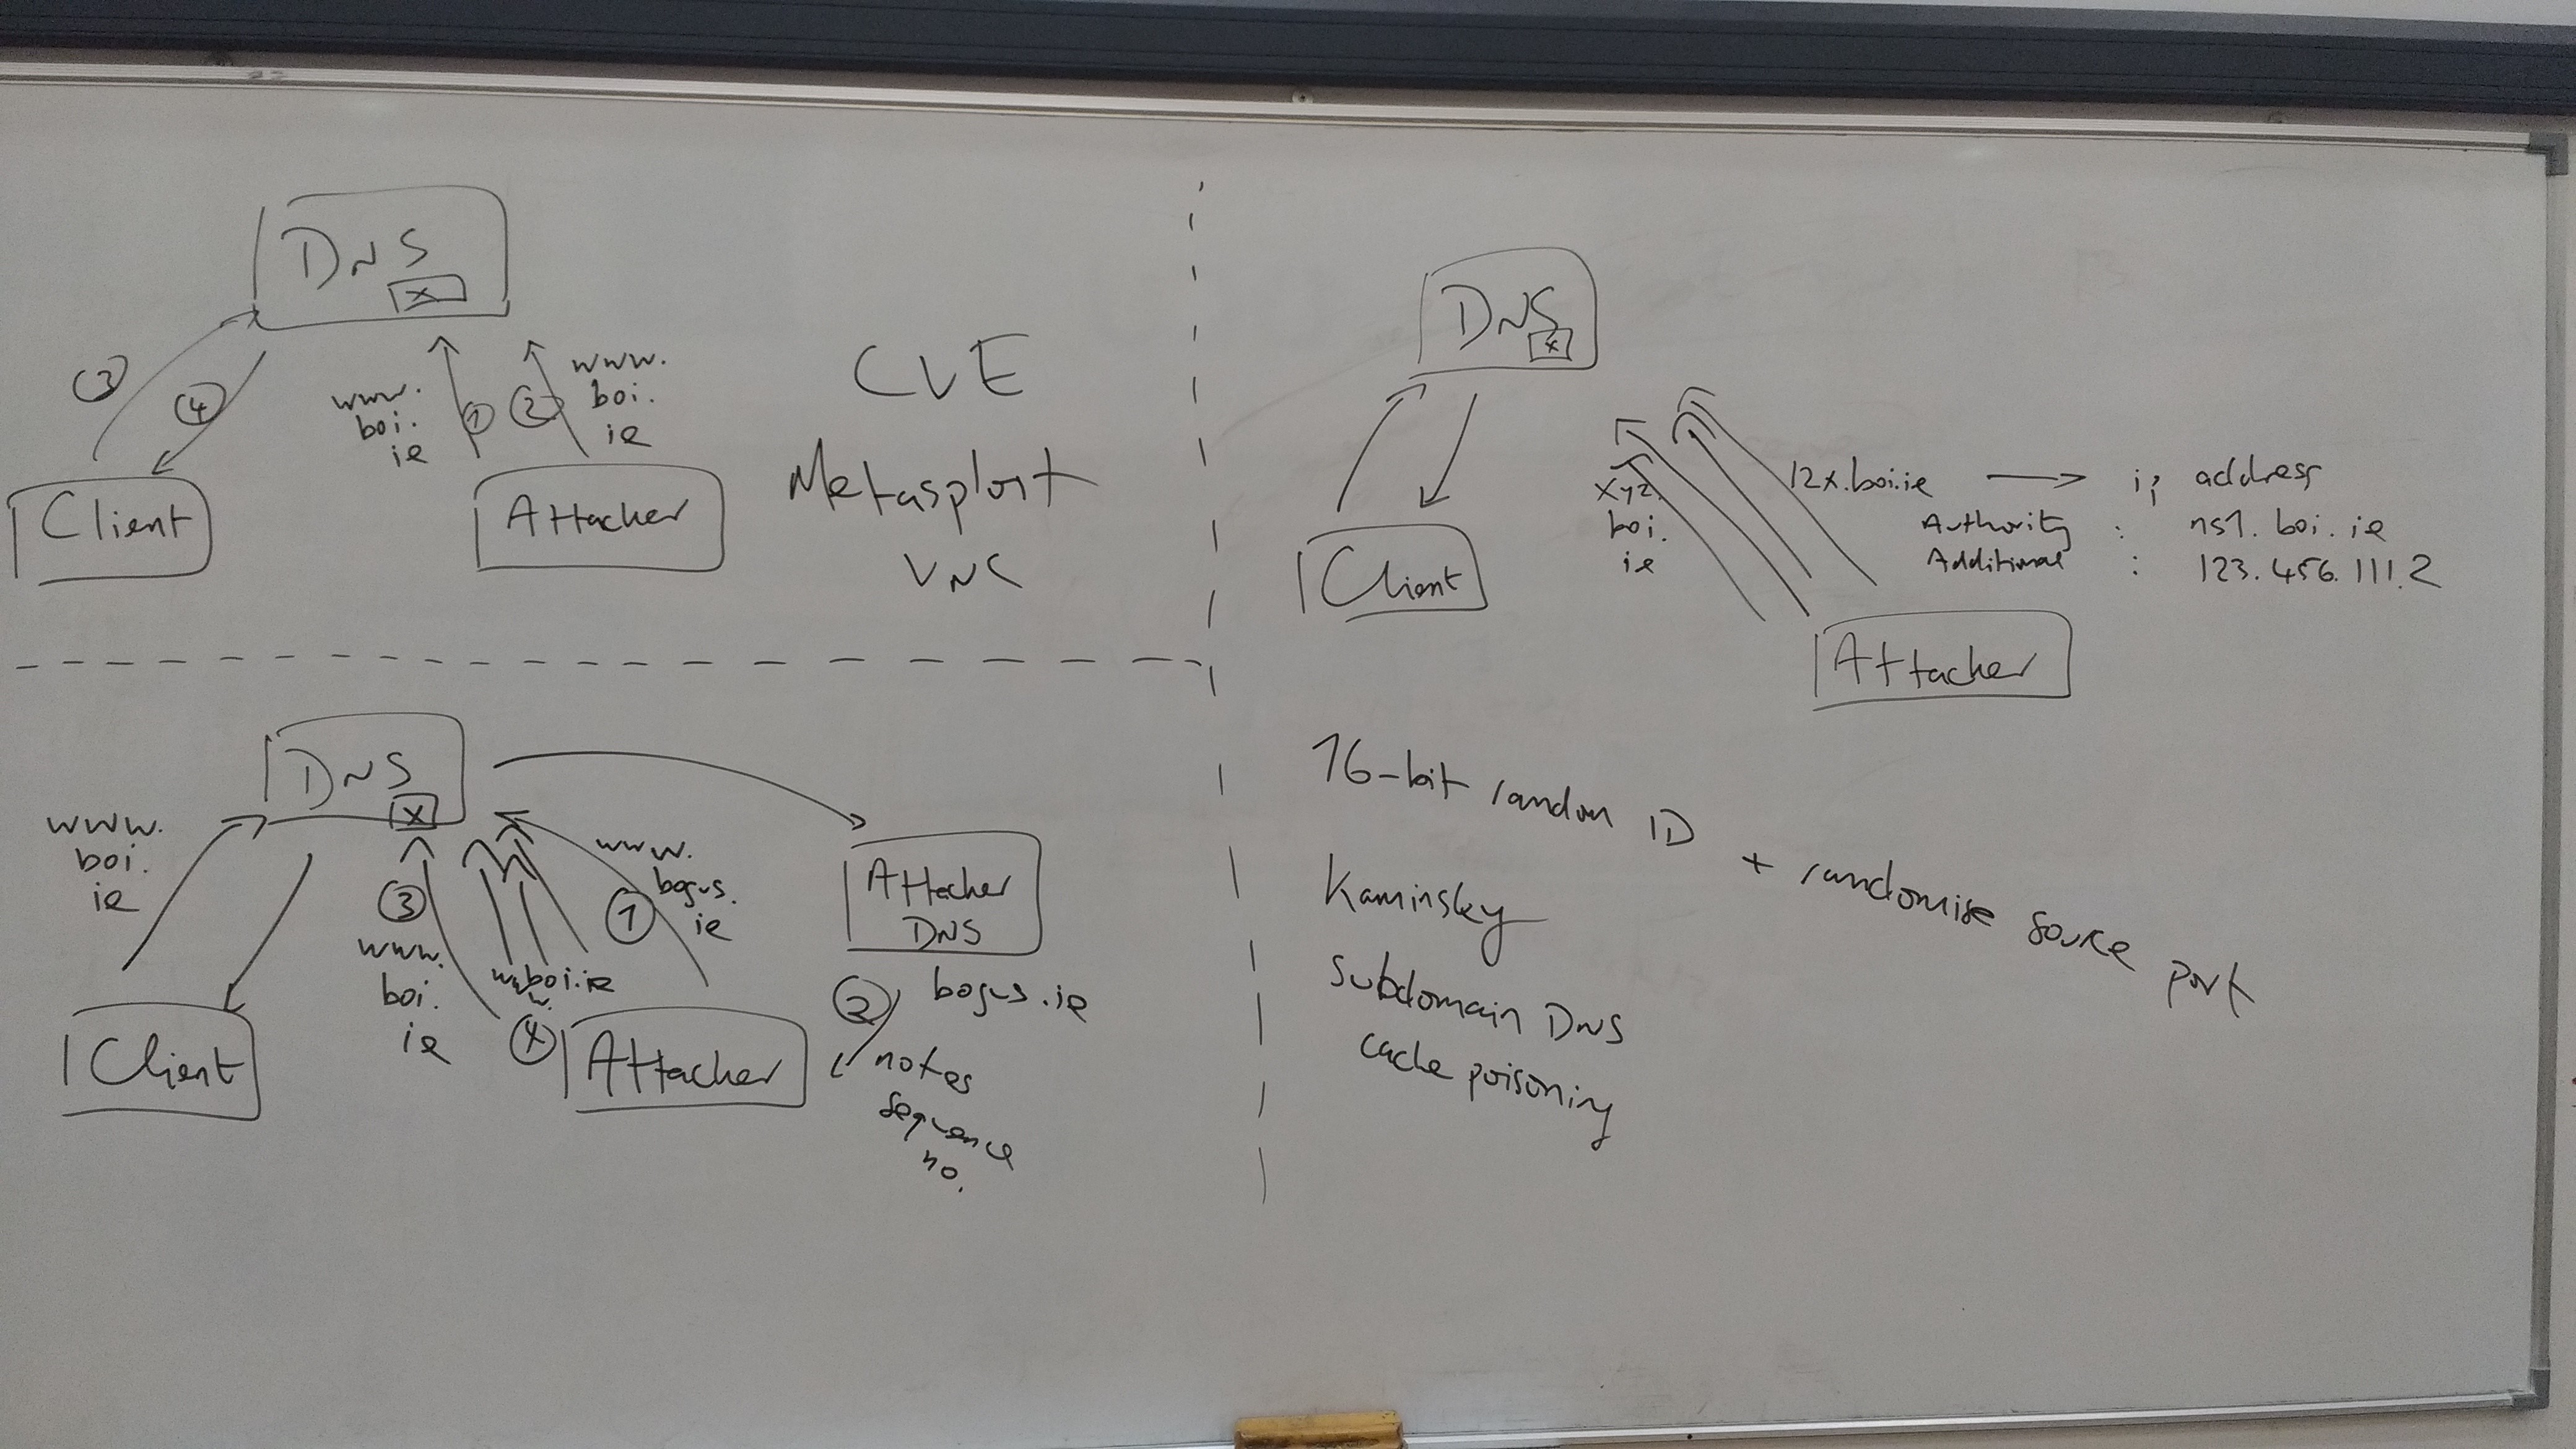 DNS
X
3
4
www.
boi.
ie
1
2
www.
boi.
ie
Client
Attacker
CVE
Metasploit
VNC
DNS
x
xyz.
boi.
ie
12x.boi.ie → ip address
Authority : ns1.boi.ie
Additional : 123.456.111.2
Client
Attacker
DNS
X
www.
boi.
ie
3
www.
boi.
ie
boi.ie
4
1
www.
bogus.
ie
Attacker
DNS
bogus.ie
2
notes
sequence
no.
Client
Attacker
16-bit random ID + randomise source port
Kaminsky
subdomain DNS
cache poisoning